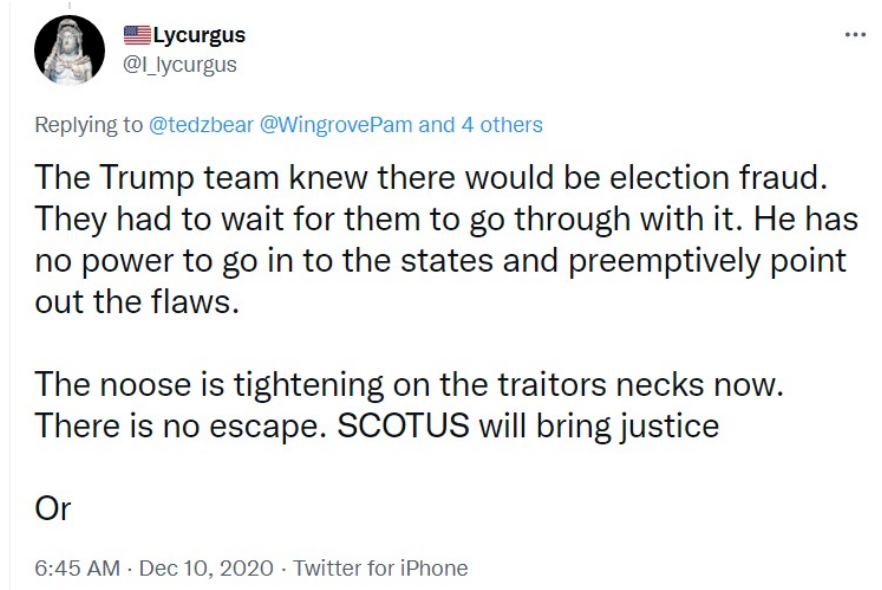 Lycurgus
@I_lycurgus
Replying to @tedzbear @WingrovePam and 4 others
The Trump team knew there would be election fraud.
They had to wait for them to go through with it. He has
no power to go in to the states and preemptively point
out the flaws.
The noose is tightening on the traitors necks now.
There is no escape. SCOTUS will bring justice
Or
6:45 AM · Dec 10, 2020 · Twitter for iPhone